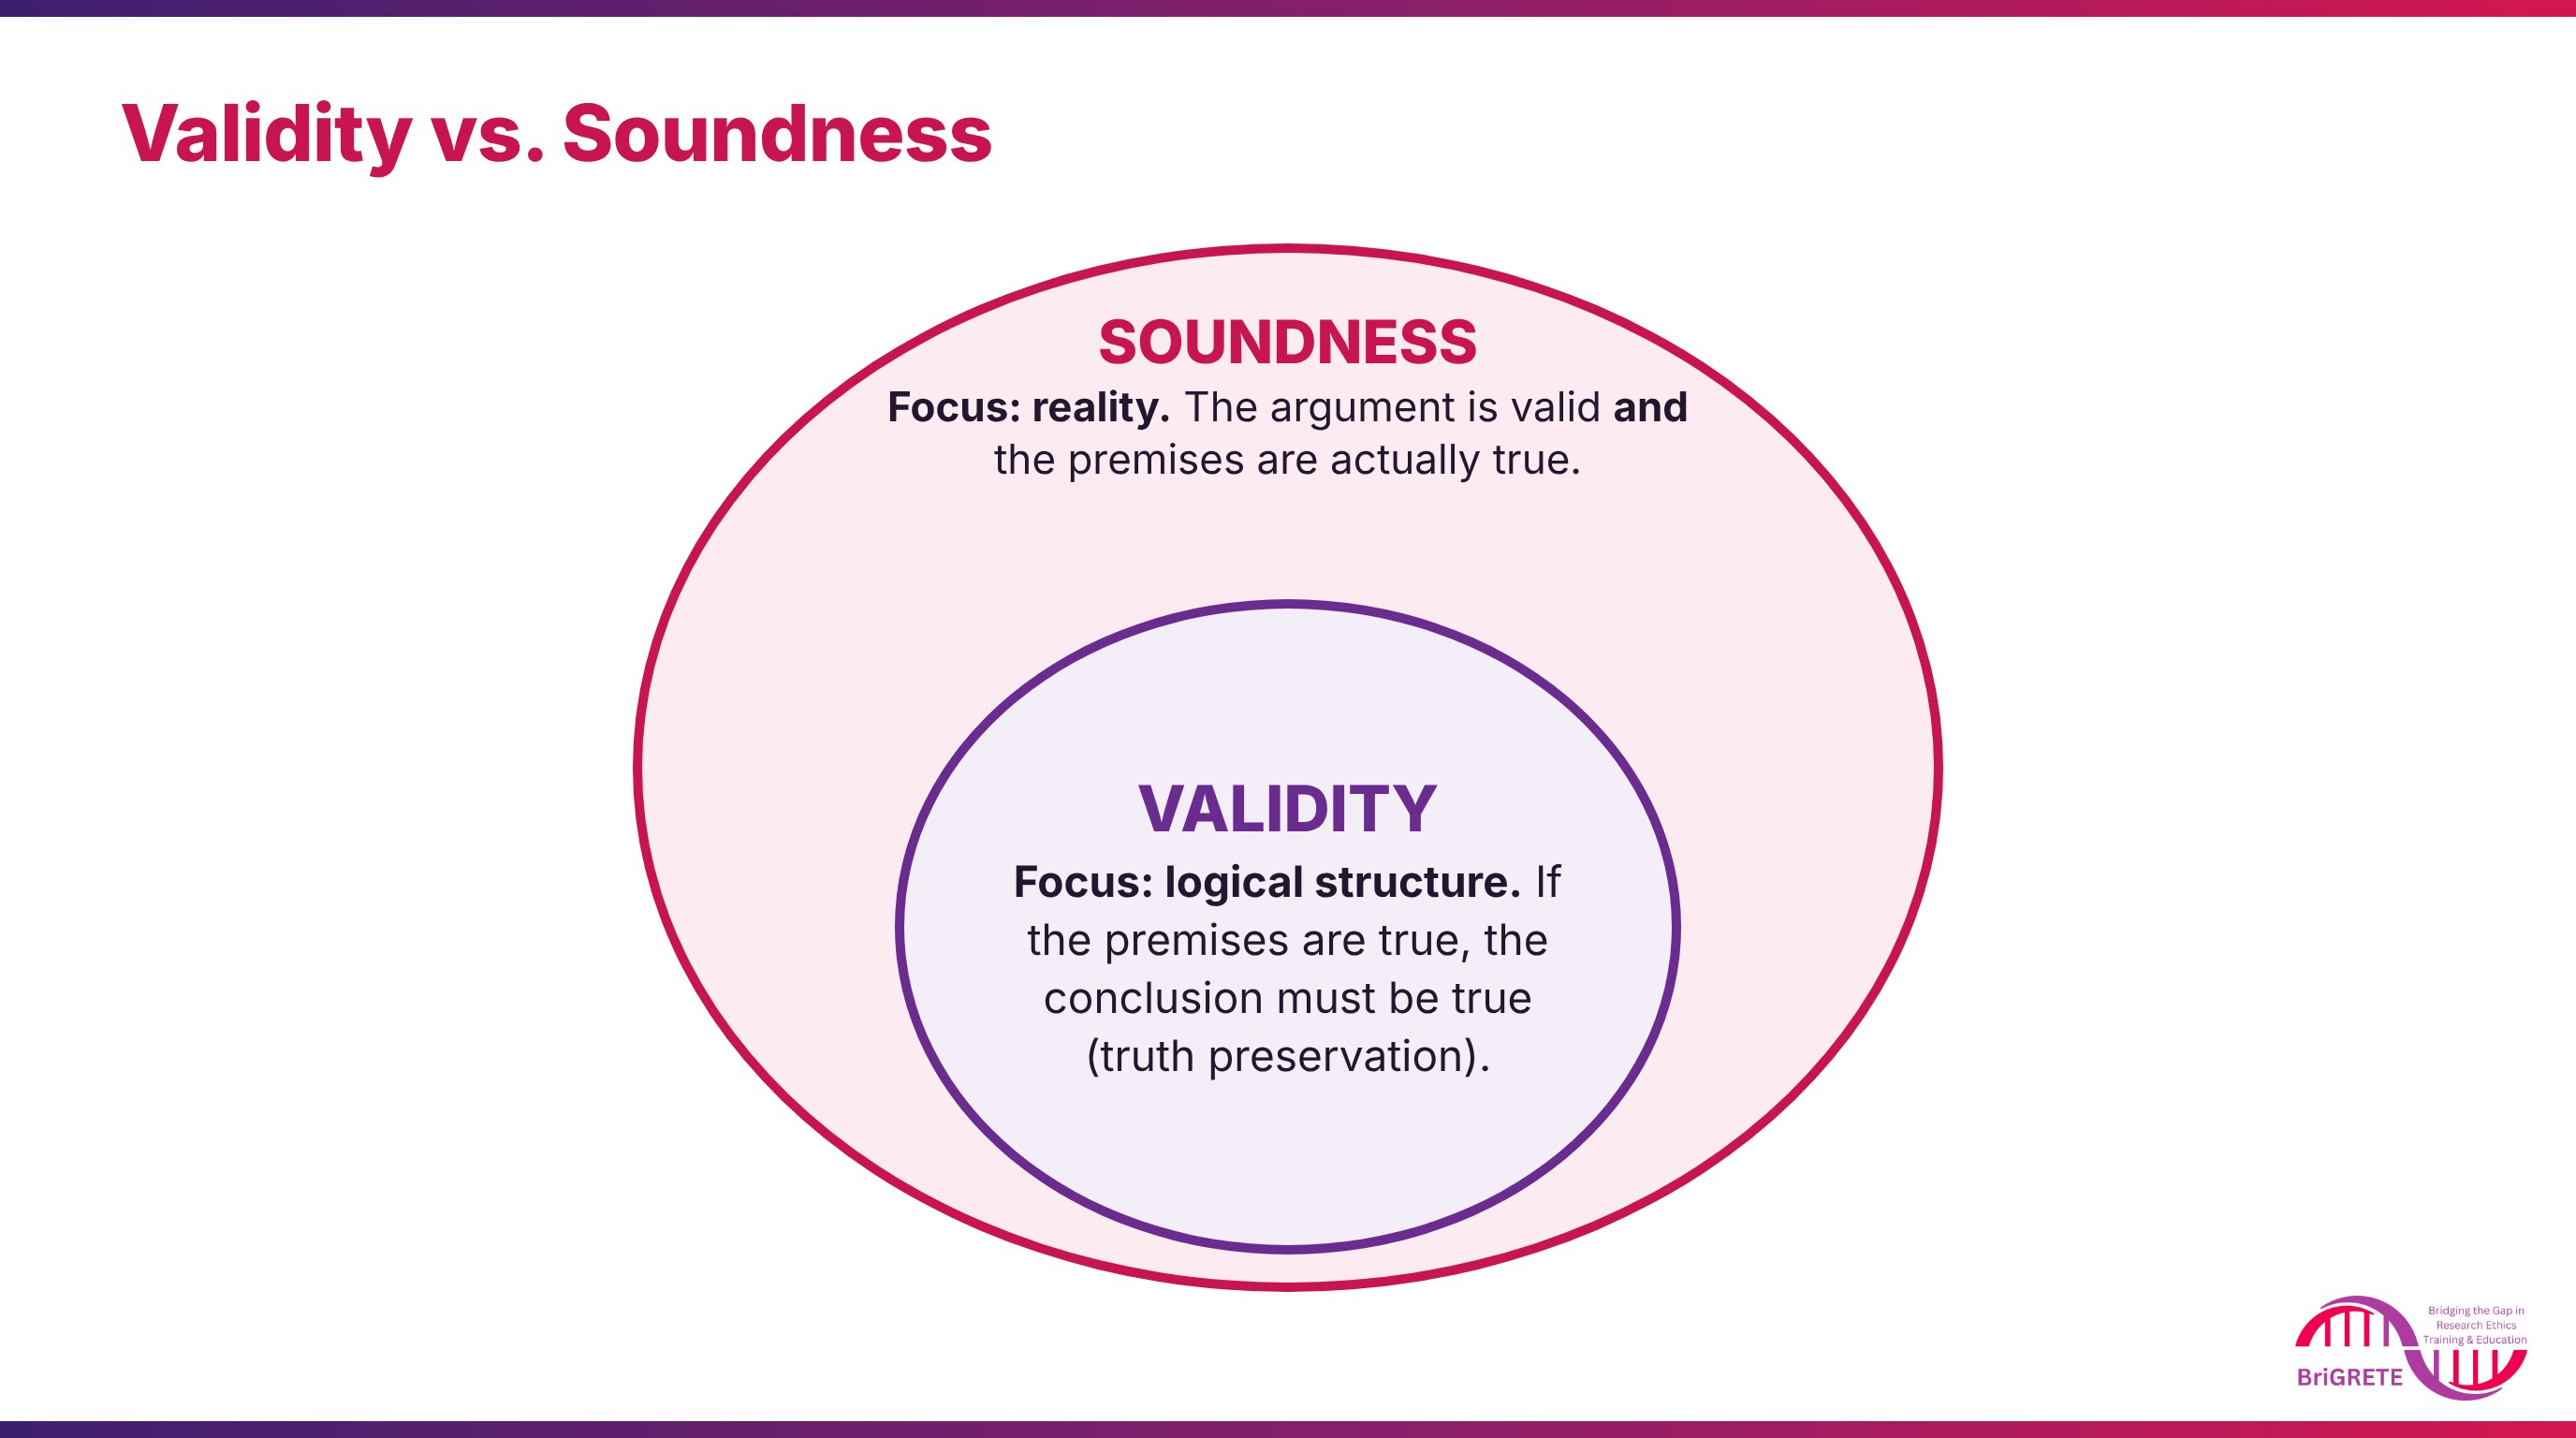 Validity vs. Soundness
SOUNDNESS
Focus: reality. The argument is valid and
the premises are actually true.
VALIDITY
Focus: logical structure. If
the premises are true, the
conclusion must be true
(truth preservation).
Bridging the Gap in
Research Ethics
Training & Education
BriGRETE